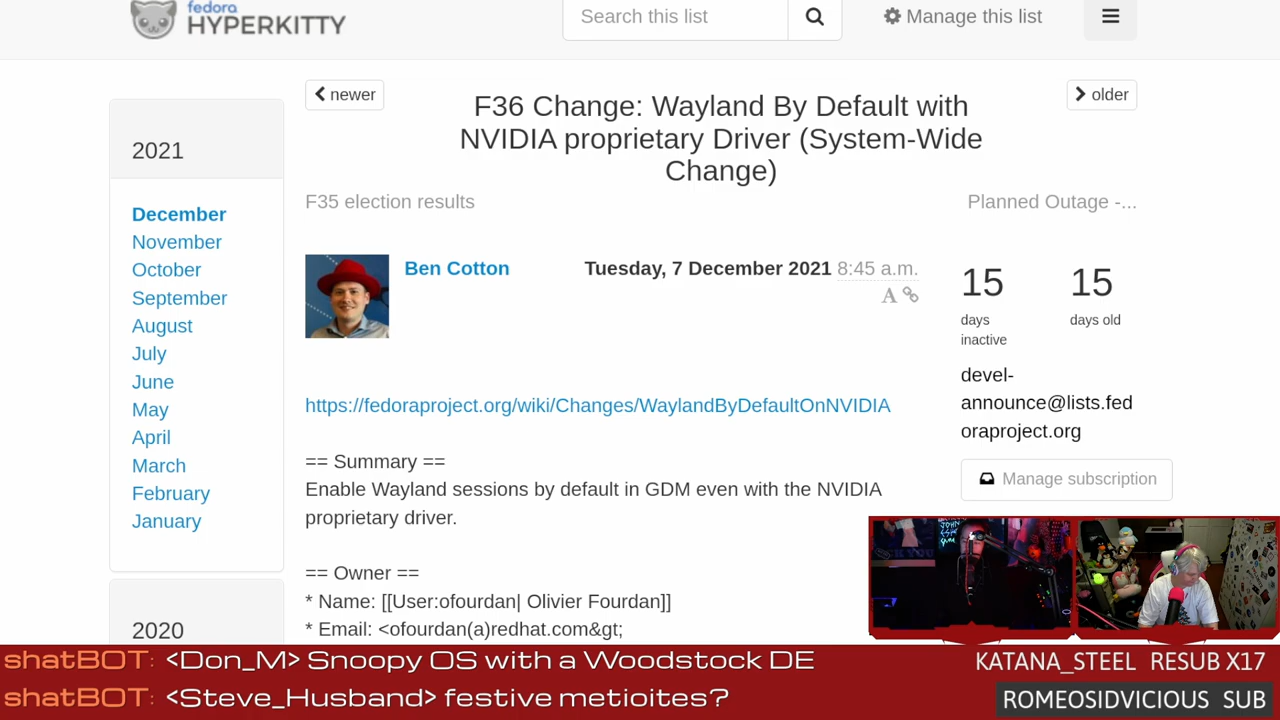 fedora
HYPERKITTY
Search this list
Manage this list
newer
older
F36 Change: Wayland By Default with
NVIDIA proprietary Driver (System-Wide
Change)
F35 election results
Planned Outage -...
2021
December
November
October
September
August
July
June
May
April
March
February
January
2020
Ben Cotton
Tuesday, 7 December 2021 8:45 a.m.
15
days
inactive
15
days old
devel-
announce@lists.fed
oraproject.org
Manage subscription
https://fedoraproject.org/wiki/Changes/WaylandByDefaultOnNVIDIA
== Summary ==
Enable Wayland sessions by default in GDM even with the NVIDIA
proprietary driver.
== Owner ==
* Name: [[User:ofourdan| Olivier Fourdan]]
* Email: <ofourdan(a)redhat.com&gt;
shatBOT: <Don_M> Snoopy OS with a Woodstock DE
shatBOT: <Steve_Husband> festive metioites?
KATANA_STEEL RESUB X17
ROMEOSIDVICIOUS SUB